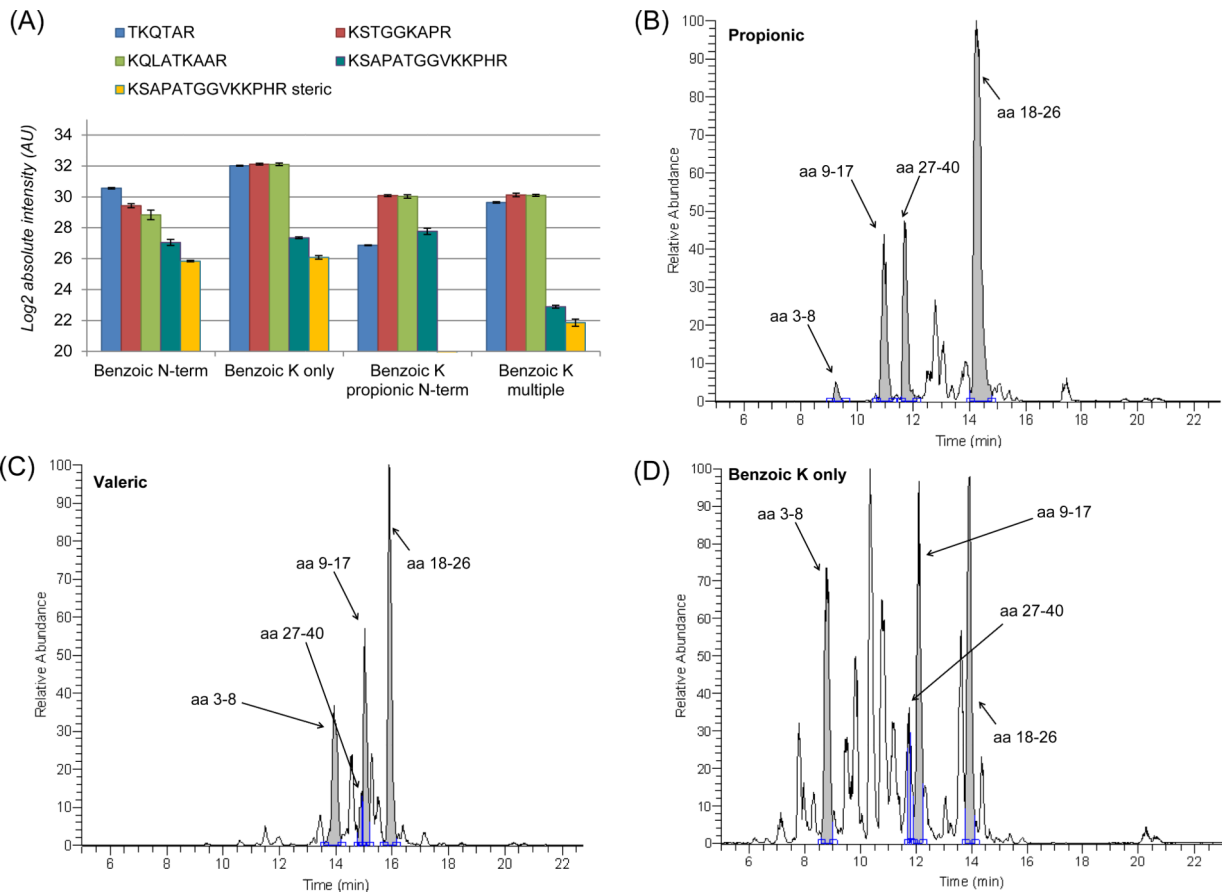 (A)
TKQTAR
KSTGGKAPR
KQLATKAAR
KSAPATGGVKKPHR
KSAPATGGVKKPHR steric
Log2 absolute intensity (AU)
34
32
30
28
26
24
22
20
Benzoic N-term
Benzoic K only
Benzoic K
propionic N-term
Benzoic K
multiple
(B)
Propionic
Relative Abundance
100
90
80
70
60
50
40
30
20
10
0
aa 3-8
aa 9-17
aa 27-40
aa 18-26
6 8 10 12 14 16 18 20 22
Time (min)
(C)
Valeric
Relative Abundance
100
90
80
70
60
50
40
30
20
10
0
aa 3-8
aa 27-40
aa 9-17
aa 18-26
6 8 10 12 14 16 18 20 22
Time (min)
(D)
Benzoic K only
Relative Abundance
100
90
80
70
60
50
40
30
20
10
0
aa 3-8
aa 9-17
aa 27-40
aa 18-26
6 8 10 12 14 16 18 20 22
Time (min)